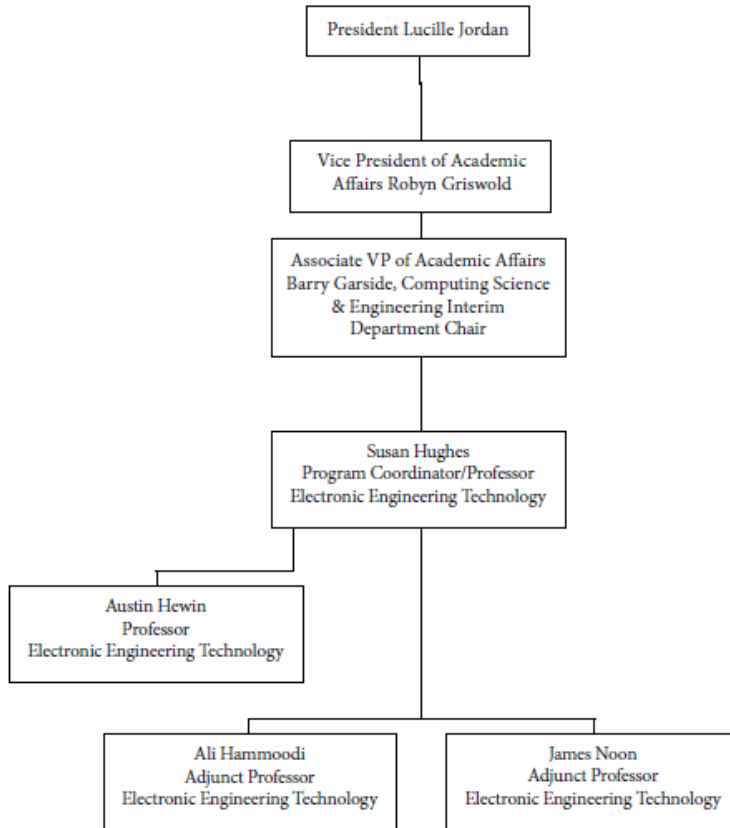 President Lucille Jordan
Vice President of Academic
Affairs Robyn Griswold
Associate VP of Academic Affairs
Barry Garside, Computing Science
& Engineering Interim
Department Chair
Susan Hughes
Program Coordinator/Professor
Electronic Engineering Technology
Austin Hewin
Professor
Electronic Engineering Technology
Ali Hammoodi
Adjunct Professor
Electronic Engineering Technology
James Noon
Adjunct Professor
Electronic Engineering Technology